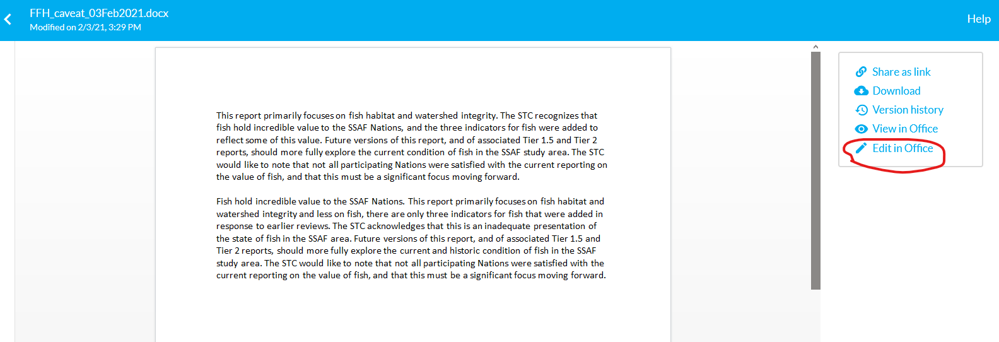 FFH_caveat_03Feb2021.docx
Modified on 2/3/21, 3:29 PM
Help
This report primarily focuses on fish habitat and watershed integrity. The STC recognizes that
fish hold incredible value to the SSAF Nations, and the three indicators for fish were added to
reflect some of this value. Future versions of this report, and of associated Tier 1.5 and Tier 2
reports, should more fully explore the current condition of fish in the SSAF study area. The STC
would like to note that not all participating Nations were satisfied with the current reporting on
the value of fish, and that this must be a significant focus moving forward.
Fish hold incredible value to the SSAF Nations. This report primarily focuses on fish habitat and
watershed integrity and less on fish, there are only three indicators for fish that were added in
response to earlier reviews. The STC acknowledges that this is an inadequate presentation of
the state of fish in the SSAF area. Future versions of this report, and of associated Tier 1.5 and
Tier 2 reports, should more fully explore the current and historic condition of fish in the SSAF
study area. The STC would like to note that not all participating Nations were satisfied with the
current reporting on the value of fish, and that this must be a significant focus moving forward.
Share as link
Download
Version history
View in Office
Edit in Office